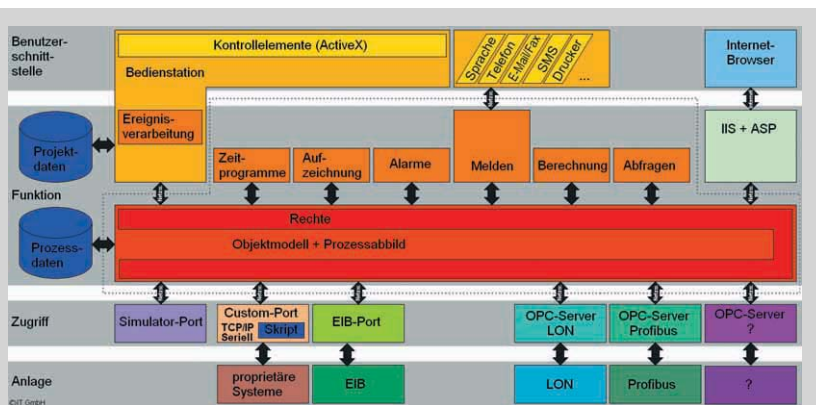 Benutzer-
schnitt-
stelle
Kontrollelemente (ActiveX)
Bedienstation
Sprache
Telefon
E-Mail/Fax
SMS
Drucker
...
Internet-
Browser
Projekt-
daten
Ereignis-
verarbeitung
Zeit-
programme
Auf-
zeichnung
Alarme
Melden
Berechnung
Abfragen
IIS + ASP
Funktion
Prozess-
daten
Rechte
Objektmodell + Prozessabbild
Zugriff
Simulator-Port
Custom-Port
TCP/IP
Seriell
Skript
EIB-Port
OPC-Server
LON
OPC-Server
Profibus
OPC-Server
?
Anlage
proprietäre
Systeme
EIB
LON
Profibus
?